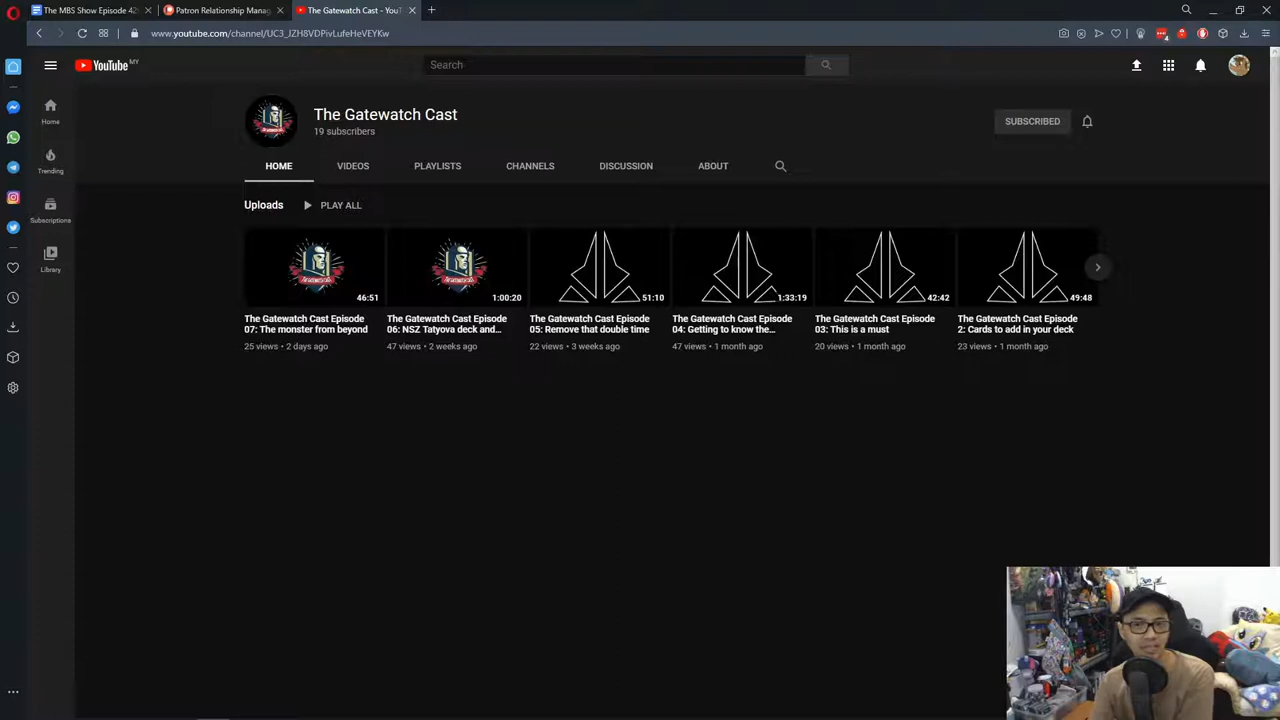 The MBS Show Episode 42
Patron Relationship Manag
The Gatewatch Cast - YouT
www.youtube.com/channel/UC3_JZH8VDPivLufeHeVEYKw
YouTube MY
Search
Home
Trending
Subscriptions
Library
The Gatewatch Cast
19 subscribers
SUBSCRIBED
HOME VIDEOS PLAYLISTS CHANNELS DISCUSSION ABOUT
Uploads PLAY ALL
46:51 1:00:20 51:10 1:33:19 42:42 49:48
The Gatewatch Cast Episode
07: The monster from beyond
25 views • 2 days ago
The Gatewatch Cast Episode
06: NSZ Tatyova deck and...
47 views • 2 weeks ago
The Gatewatch Cast Episode
05: Remove that double time
22 views • 3 weeks ago
The Gatewatch Cast Episode
04: Getting to know the...
47 views • 1 month ago
The Gatewatch Cast Episode
03: This is a must
20 views • 1 month ago
The Gatewatch Cast Episode
2: Cards to add in your deck
23 views • 1 month ago